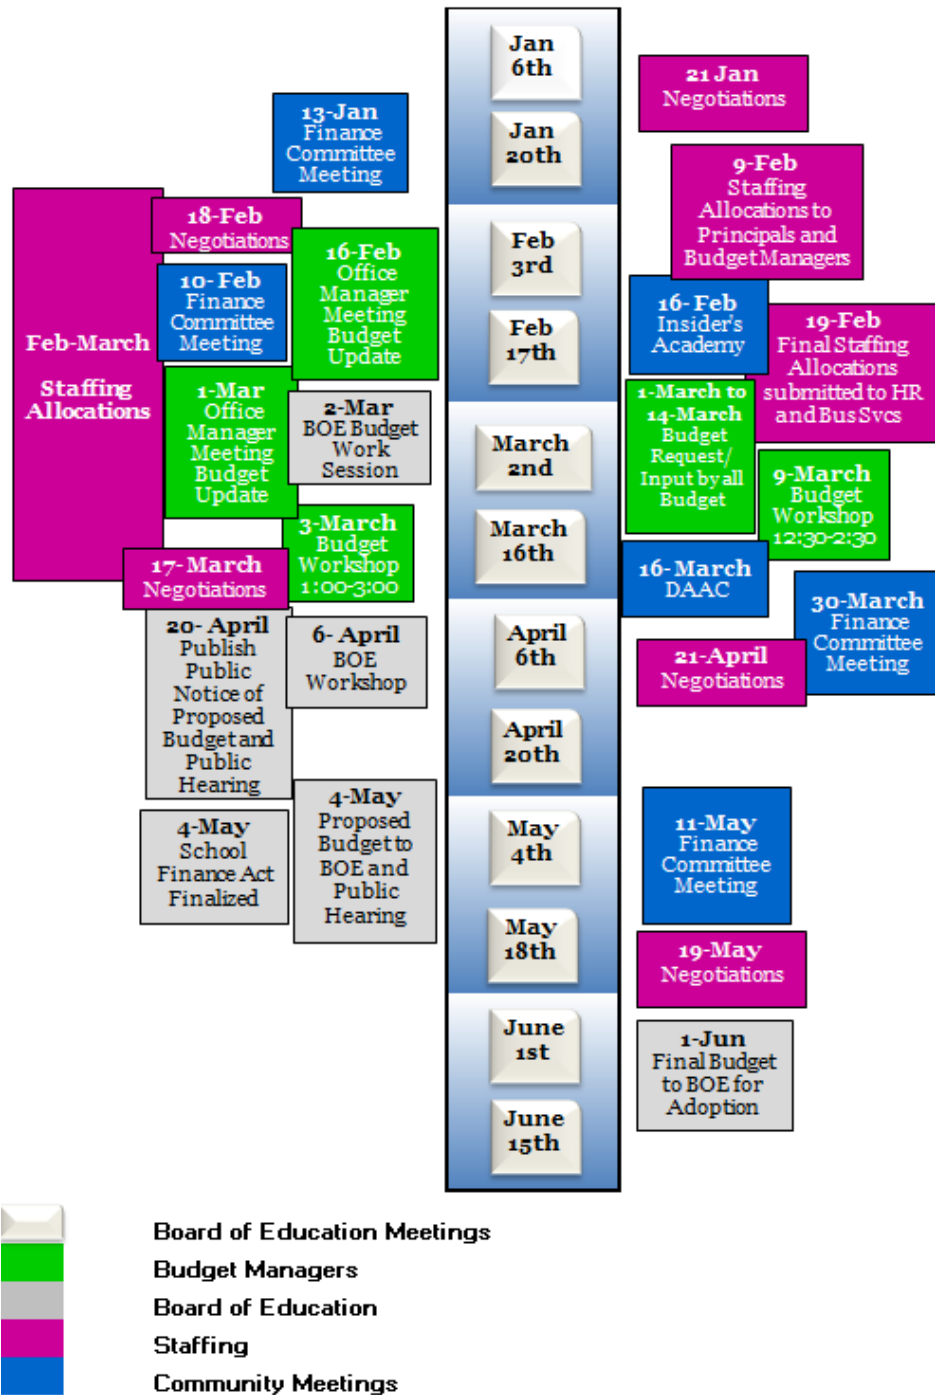 Jan
6th
21 Jan
Negotiations
13-Jan
Finance
Committee
Meeting
Jan
20th
9-Feb
Staffing
Allocations to
Principals and
Budget Managers
Feb-March
Staffing
Allocations
18-Feb
Negotiations
16-Feb
Office
Manager
Meeting
Budget
Update
Feb
3rd
10-Feb
Finance
Committee
Meeting
Feb
17th
16-Feb
Insider's
Academy
19-Feb
Final Staffing
Allocations
submitted to HR
and Bus Svcs
1-Mar
Office
Manager
Meeting
Budget
Update
2-Mar
BOE Budget
Work
Session
March
2nd
1-March to
14-March
Budget
Request/
Input by all
Budget
9-March
Budget
Workshop
12:30-2:30
3-March
Budget
Workshop
1:00-3:00
March
16th
17-March
Negotiations
16-March
DAAC
30-March
Finance
Committee
Meeting
20- April
Publish
Public
Notice of
Proposed
Budget and
Public
Hearing
6- April
BOE
Workshop
April
6th
21-April
Negotiations
April
20th
4-May
School
Finance Act
Finalized
4-May
Proposed
Budget to
BOE and
Public
Hearing
May
4th
11-May
Finance
Committee
Meeting
May
18th
19-May
Negotiations
June
1st
1-Jun
Final Budget
to BOE for
Adoption
June
15th
Board of Education Meetings
Budget Managers
Board of Education
Staffing
Community Meetings